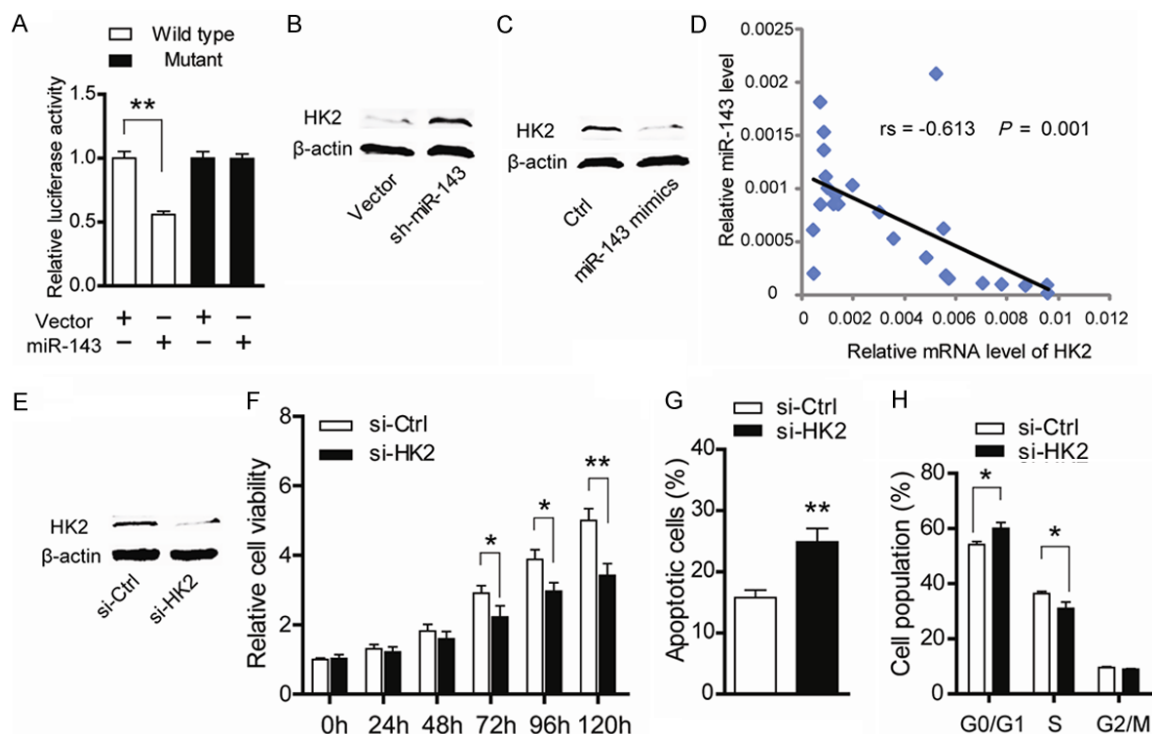 A
Wild type
Mutant
Relative luciferase activity
1.5
1.0
0.5
0.0
**
Vector + − + −
miR-143 − + − +
B
HK2
β-actin
Vector
sh-miR-143
C
HK2
β-actin
Ctrl
miR-143 mimics
D
Relative miR-143 level
0.0025
0.002
0.0015
0.001
0.0005
0
rs = -0.613 P = 0.001
0 0.002 0.004 0.006 0.008 0.01 0.012
Relative mRNA level of HK2
E
HK2
β-actin
si-Ctrl
si-HK2
F
si-Ctrl
si-HK2
Relative cell viability
8
6
4
2
0
*
*
**
0h 24h 48h 72h 96h 120h
G
si-Ctrl
si-HK2
Apoptotic cells (%)
40
30
20
10
0
**
H
si-Ctrl
si-HK2
Cell population (%)
80
60
40
20
0
*
*
G0/G1 S G2/M